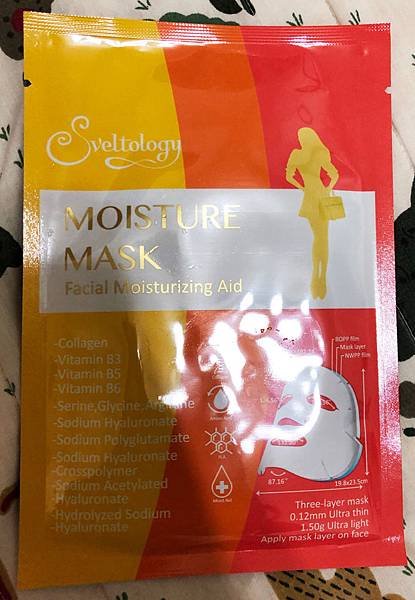 Sveltology
MOISTURE
MASK
Facial Moisturizing Aid
-Collagen
-Vitamin B3
-Vitamin B5
-Vitamin B6
-Serine,Glycine,Arginine
-Sodium Hyaluronate
-Sodium Polyglutamate
-Sodium Hyaluronate
-Crosspolymer
-Sodium Acetylated
Hyaluronate
-Hydrolyzed Sodium
Hyaluronate
BOPP film
Mask layer
NWPP film
87.16°
19.8x23.5cm
Three-layer mask
0.12mm Ultra thin
1.50g Ultra light
Apply mask layer on face